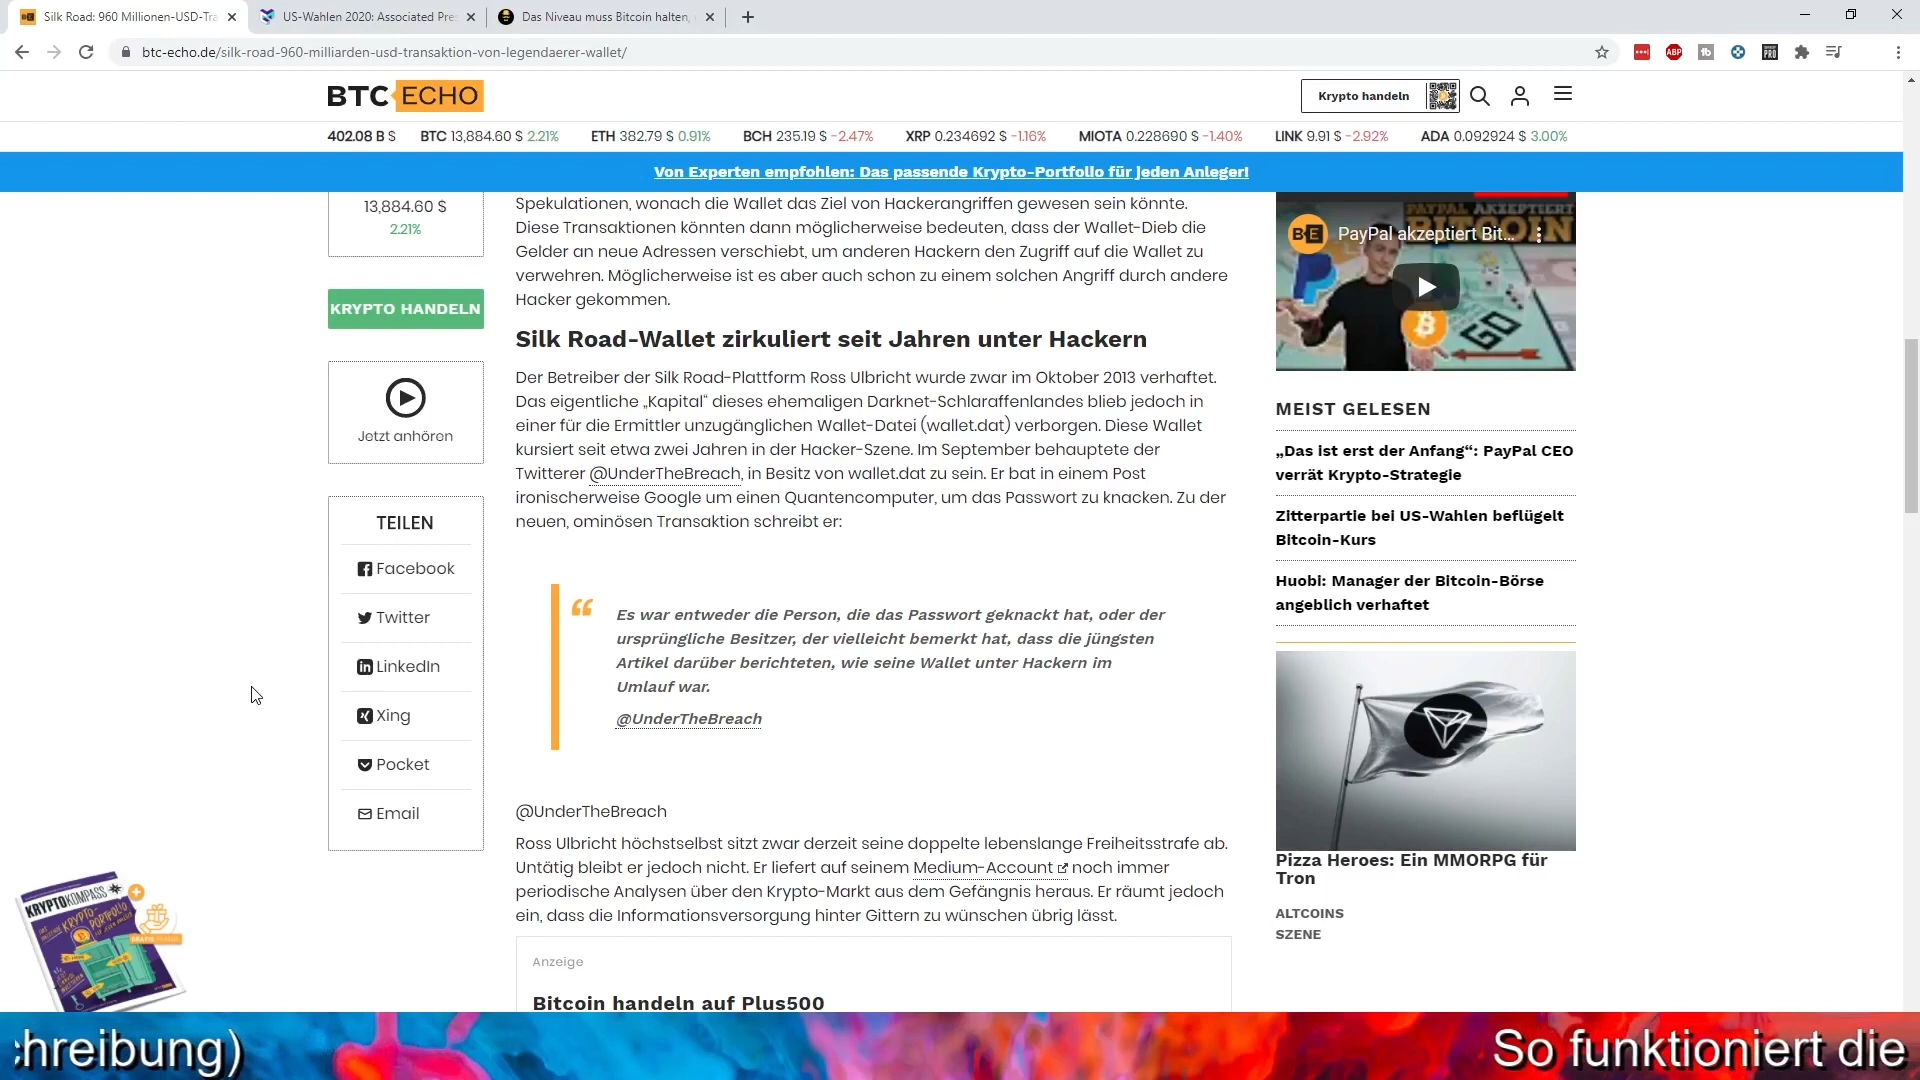 Silk Road: 960 Millionen-USD-Tra
US-Wahlen 2020: Associated Pres
Das Niveau muss Bitcoin halten,
btc-echo.de/silk-road-960-milliarden-usd-transaktion-von-legendaerer-wallet/
BTC ECHO
Krypto handeln
402.08 B $ BTC 13,884.60 $ 2.21% ETH 382.79 $ 0.91% BCH 235.19 $ -2.47% XRP 0.234692 $ -1.16% MIOTA 0.228690 $ -1.40% LINK 9.91 $ -2.92% ADA 0.092924 $ 3.00%
Von Experten empfohlen: Das passende Krypto-Portfolio für jeden Anleger!
13,884.60 $
2.21%
KRYPTO HANDELN
Jetzt anhören
TEILEN
Facebook
Twitter
LinkedIn
Xing
Pocket
Email
KRYPTOKOMPASS
Spekulationen, wonach die Wallet das Ziel von Hackerangriffen gewesen sein könnte.
Diese Transaktionen könnten dann möglicherweise bedeuten, dass der Wallet-Dieb die
Gelder an neue Adressen verschiebt, um anderen Hackern den Zugriff auf die Wallet zu
verwehren. Möglicherweise ist es aber auch schon zu einem solchen Angriff durch andere
Hacker gekommen.
Silk Road-Wallet zirkuliert seit Jahren unter Hackern
Der Betreiber der Silk Road-Plattform Ross Ulbricht wurde zwar im Oktober 2013 verhaftet.
Das eigentliche „Kapital“ dieses ehemaligen Darknet-Schlaraffenlandes blieb jedoch in
einer für die Ermittler unzugänglichen Wallet-Datei (wallet.dat) verborgen. Diese Wallet
kursiert seit etwa zwei Jahren in der Hacker-Szene. Im September behauptete der
Twitterer @UnderTheBreach, in Besitz von wallet.dat zu sein. Er bat in einem Post
ironischerweise Google um einen Quantencomputer, um das Passwort zu knacken. Zu der
neuen, ominösen Transaktion schreibt er:
“ Es war entweder die Person, die das Passwort geknackt hat, oder der
ursprüngliche Besitzer, der vielleicht bemerkt hat, dass die jüngsten
Artikel darüber berichteten, wie seine Wallet unter Hackern im
Umlauf war.
@UnderTheBreach
@UnderTheBreach
Ross Ulbricht höchstselbst sitzt zwar derzeit seine doppelte lebenslange Freiheitsstrafe ab.
Untätig bleibt er jedoch nicht. Er liefert auf seinem Medium-Account noch immer
periodische Analysen über den Krypto-Markt aus dem Gefängnis heraus. Er räumt jedoch
ein, dass die Informationsversorgung hinter Gittern zu wünschen übrig lässt.
Anzeige
Bitcoin handeln auf Plus500
PAYPAL AKZEPTIERT
BITCOIN
B E PayPal akzeptiert Bit...
GO
MEIST GELESEN
„Das ist erst der Anfang“: PayPal CEO
verrät Krypto-Strategie
Zitterpartie bei US-Wahlen beflügelt
Bitcoin-Kurs
Huobi: Manager der Bitcoin-Börse
angeblich verhaftet
Pizza Heroes: Ein MMORPG für
Tron
ALTCOINS
SZENE
hreibung)
So funktioniert die